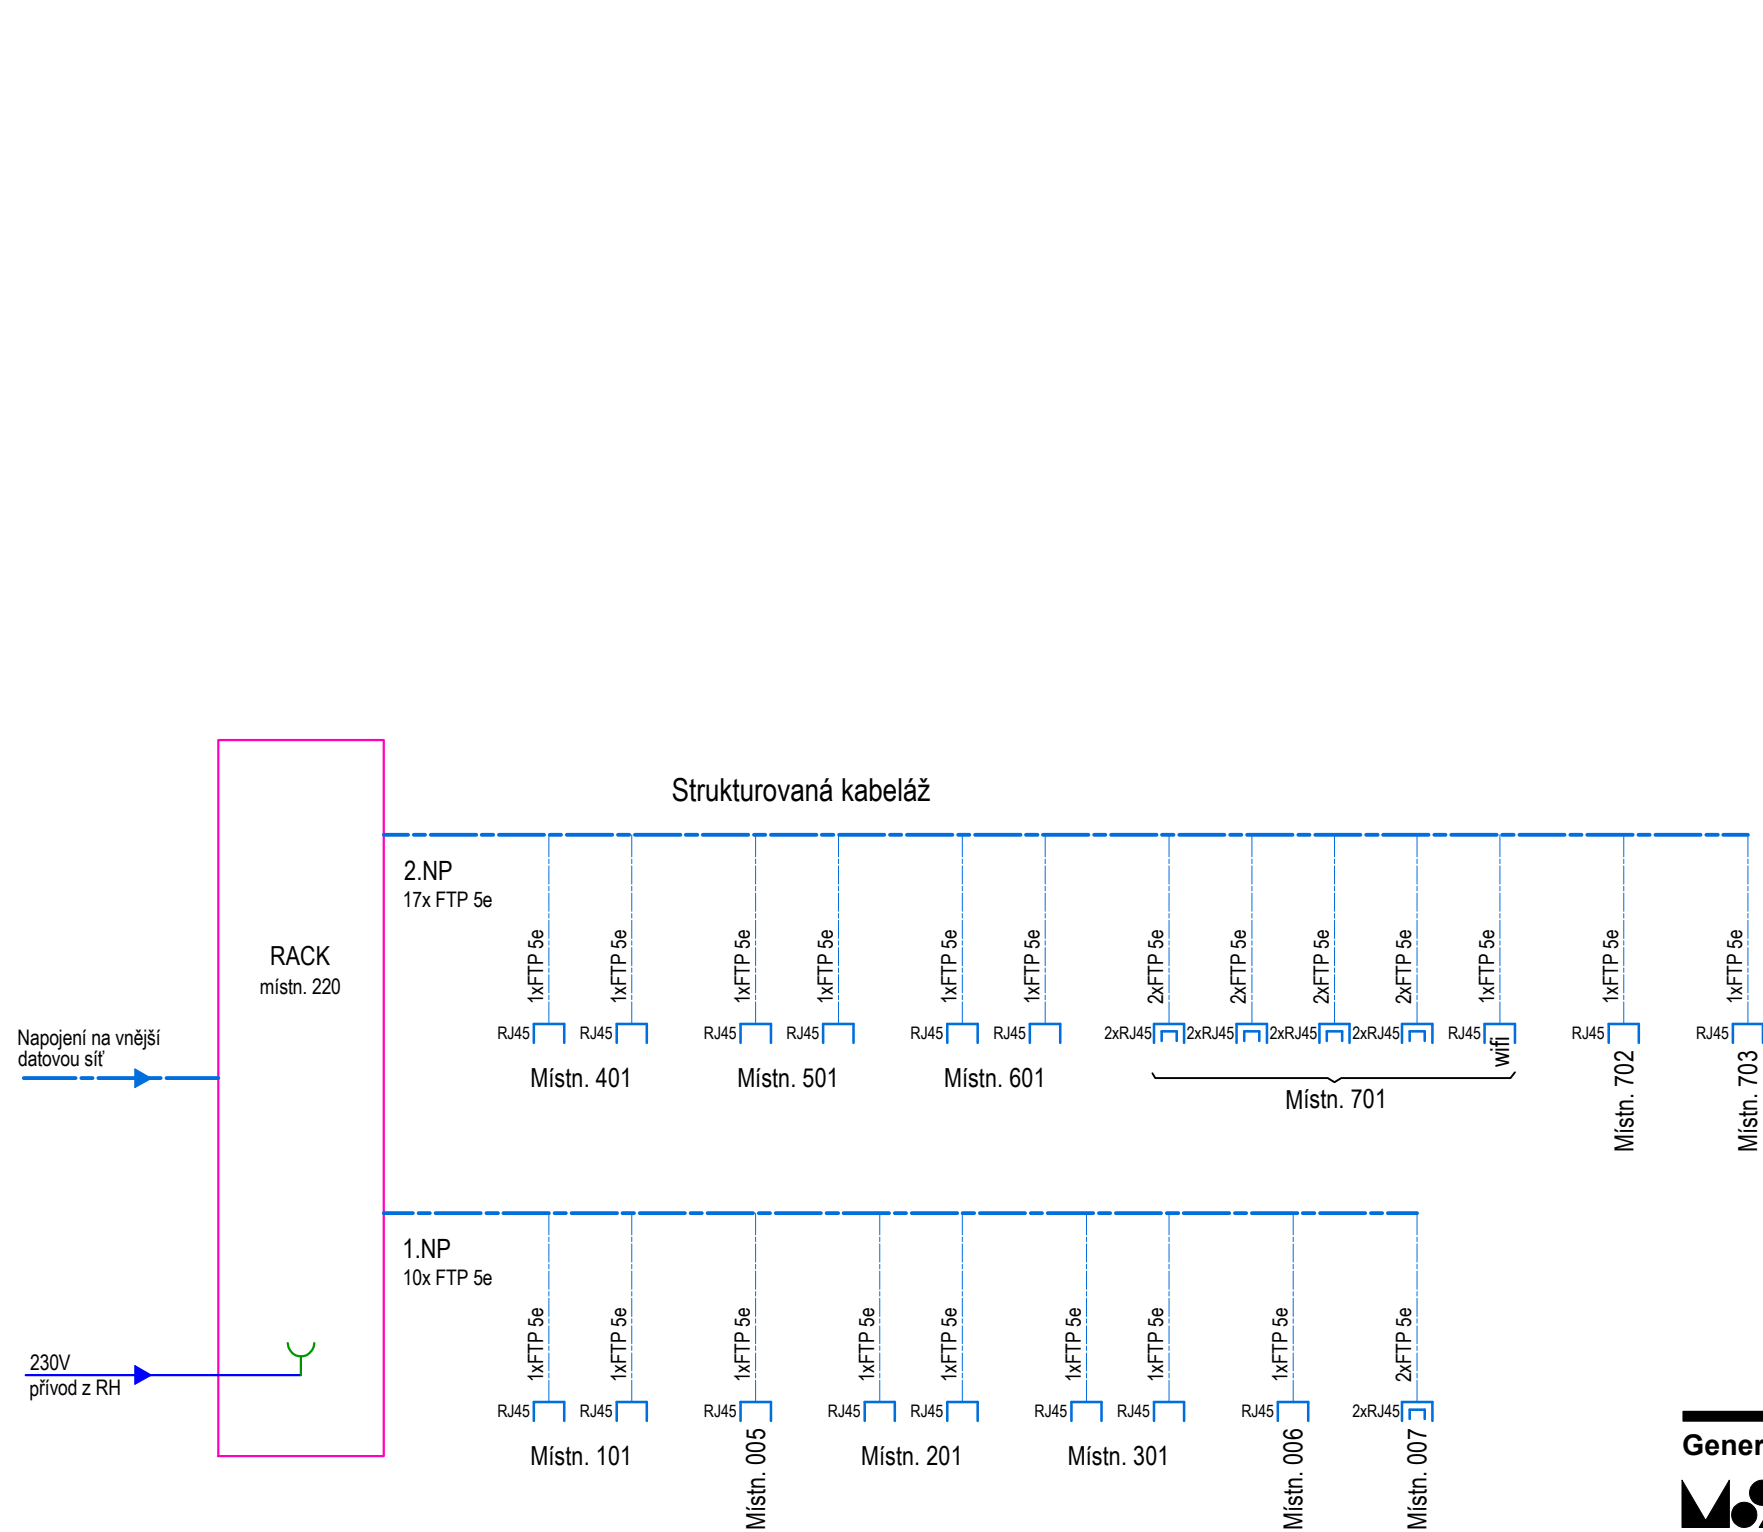 Strukturovaná kabeláž
2.NP
17x FTP 5e
RACK
místn. 220
1xFTP 5e
1xFTP 5e
1xFTP 5e
1xFTP 5e
1xFTP 5e
1xFTP 5e
2xFTP 5e
2xFTP 5e
2xFTP 5e
2xFTP 5e
1xFTP 5e
1xFTP 5e
1xFTP 5e
RJ45
RJ45
RJ45
RJ45
RJ45
RJ45
2xRJ45
2xRJ45
2xRJ45
2xRJ45
RJ45
wifi
RJ45
RJ45
Napojení na vnější
datovou síť
Místn. 401
Místn. 501
Místn. 601
Místn. 701
Místn. 702
Místn. 703
1.NP
10x FTP 5e
1xFTP 5e
1xFTP 5e
1xFTP 5e
1xFTP 5e
1xFTP 5e
1xFTP 5e
1xFTP 5e
1xFTP 5e
2xFTP 5e
230V
přívod z RH
RJ45
RJ45
RJ45
RJ45
RJ45
RJ45
RJ45
RJ45
2xRJ45
Místn. 101
Místn. 005
Místn. 201
Místn. 301
Místn. 006
Místn. 007
Gener